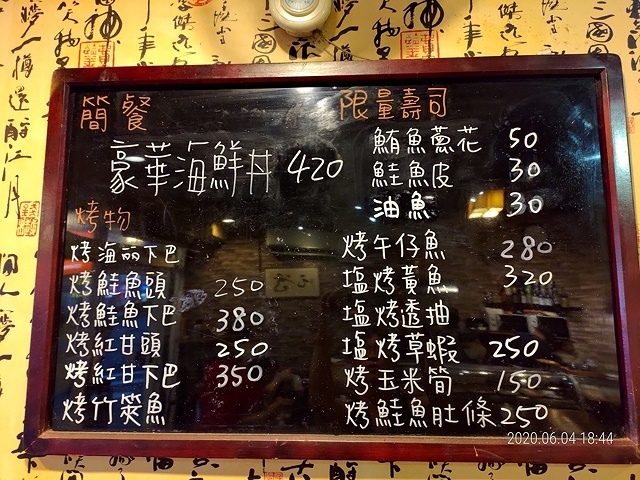 簡餐
豪華海鮮丼 420
烤物
烤海丽下巴
烤鮭魚頭 250
烤鮭魚下巴 380
烤紅甘頭 250
烤紅甘下巴 350
烤竹筴魚
限量壽司
鮪魚蔥花 50
鮭魚皮 30
油魚 30
烤午仔魚 280
塩烤黃魚 320
塩烤透抽
塩烤草蝦 250
烤玉米筍 150
烤鮭魚肚條 250
2020.06.04 18:44